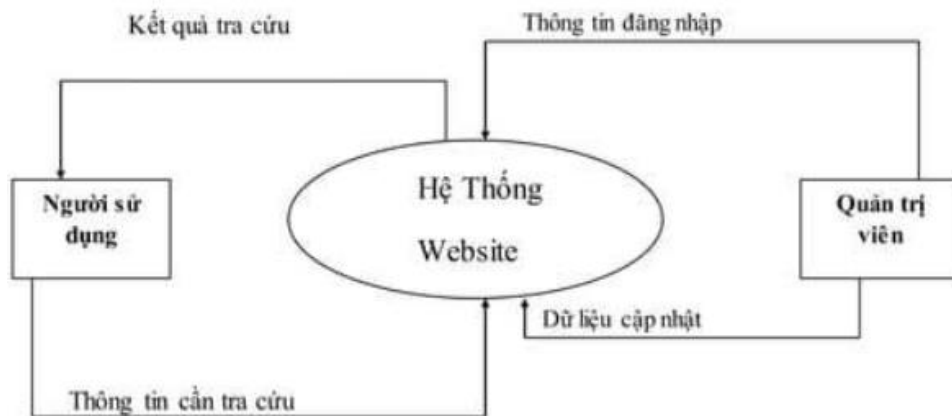 Kết quả tra cứu
Thông tin đăng nhập
Người sử
dụng
Hệ Thống
Website
Quản trị
viên
Dữ liệu cập nhật
Thông tin cần tra cứu